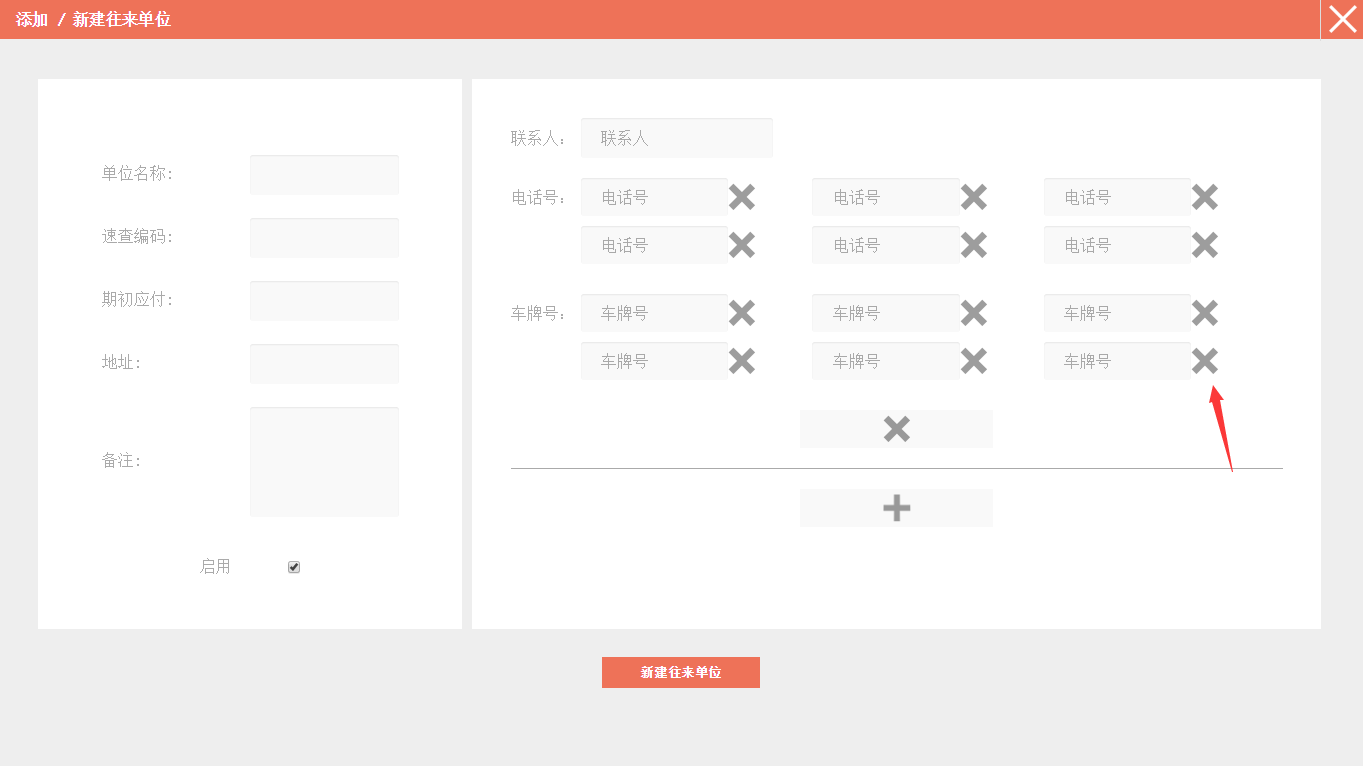 添加 / 新建往来单位
单位名称:
速查编码:
期初应付:
地址:
备注:
启用
联系人： 联系人
电话号： 电话号 电话号 电话号
电话号 电话号 电话号
车牌号： 车牌号 车牌号 车牌号
车牌号 车牌号 车牌号
新建往来单位